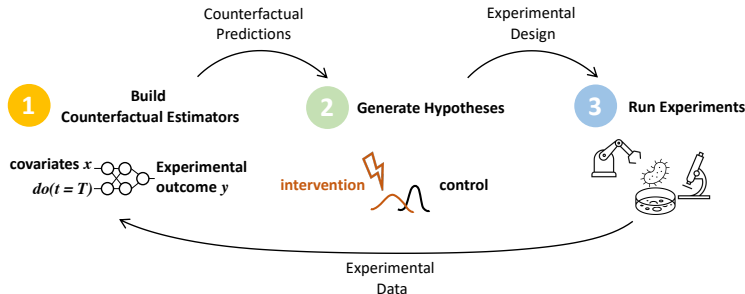 Counterfactual
Predictions
Experimental
Design
1
Build
Counterfactual Estimators
2
Generate Hypotheses
3
Run Experiments
covariates x
do(t = T)
Experimental
outcome y
intervention
control
Experimental
Data